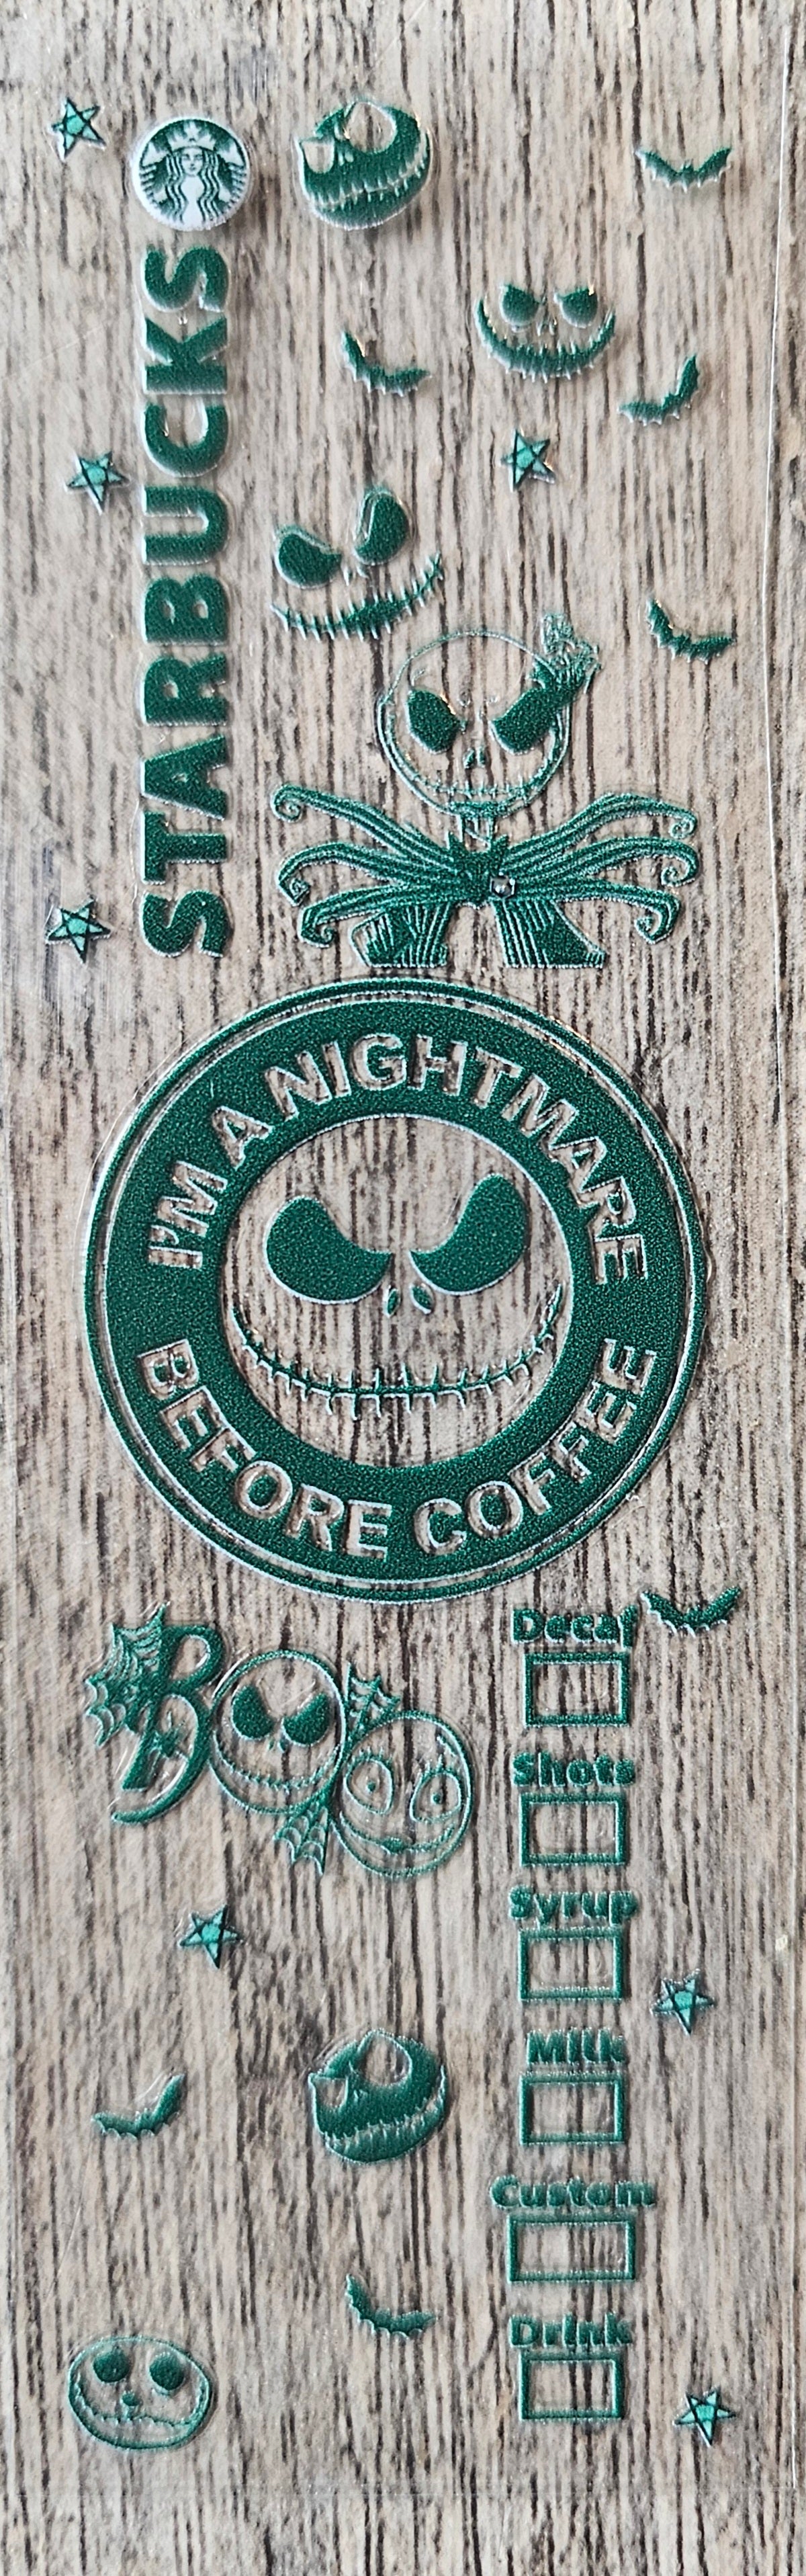 STARBUCKS
I'M A NIGHTMARE
BEFORE COFFEE
Boo
Decaf
Shots
Syrup
Milk
Custom
Drink